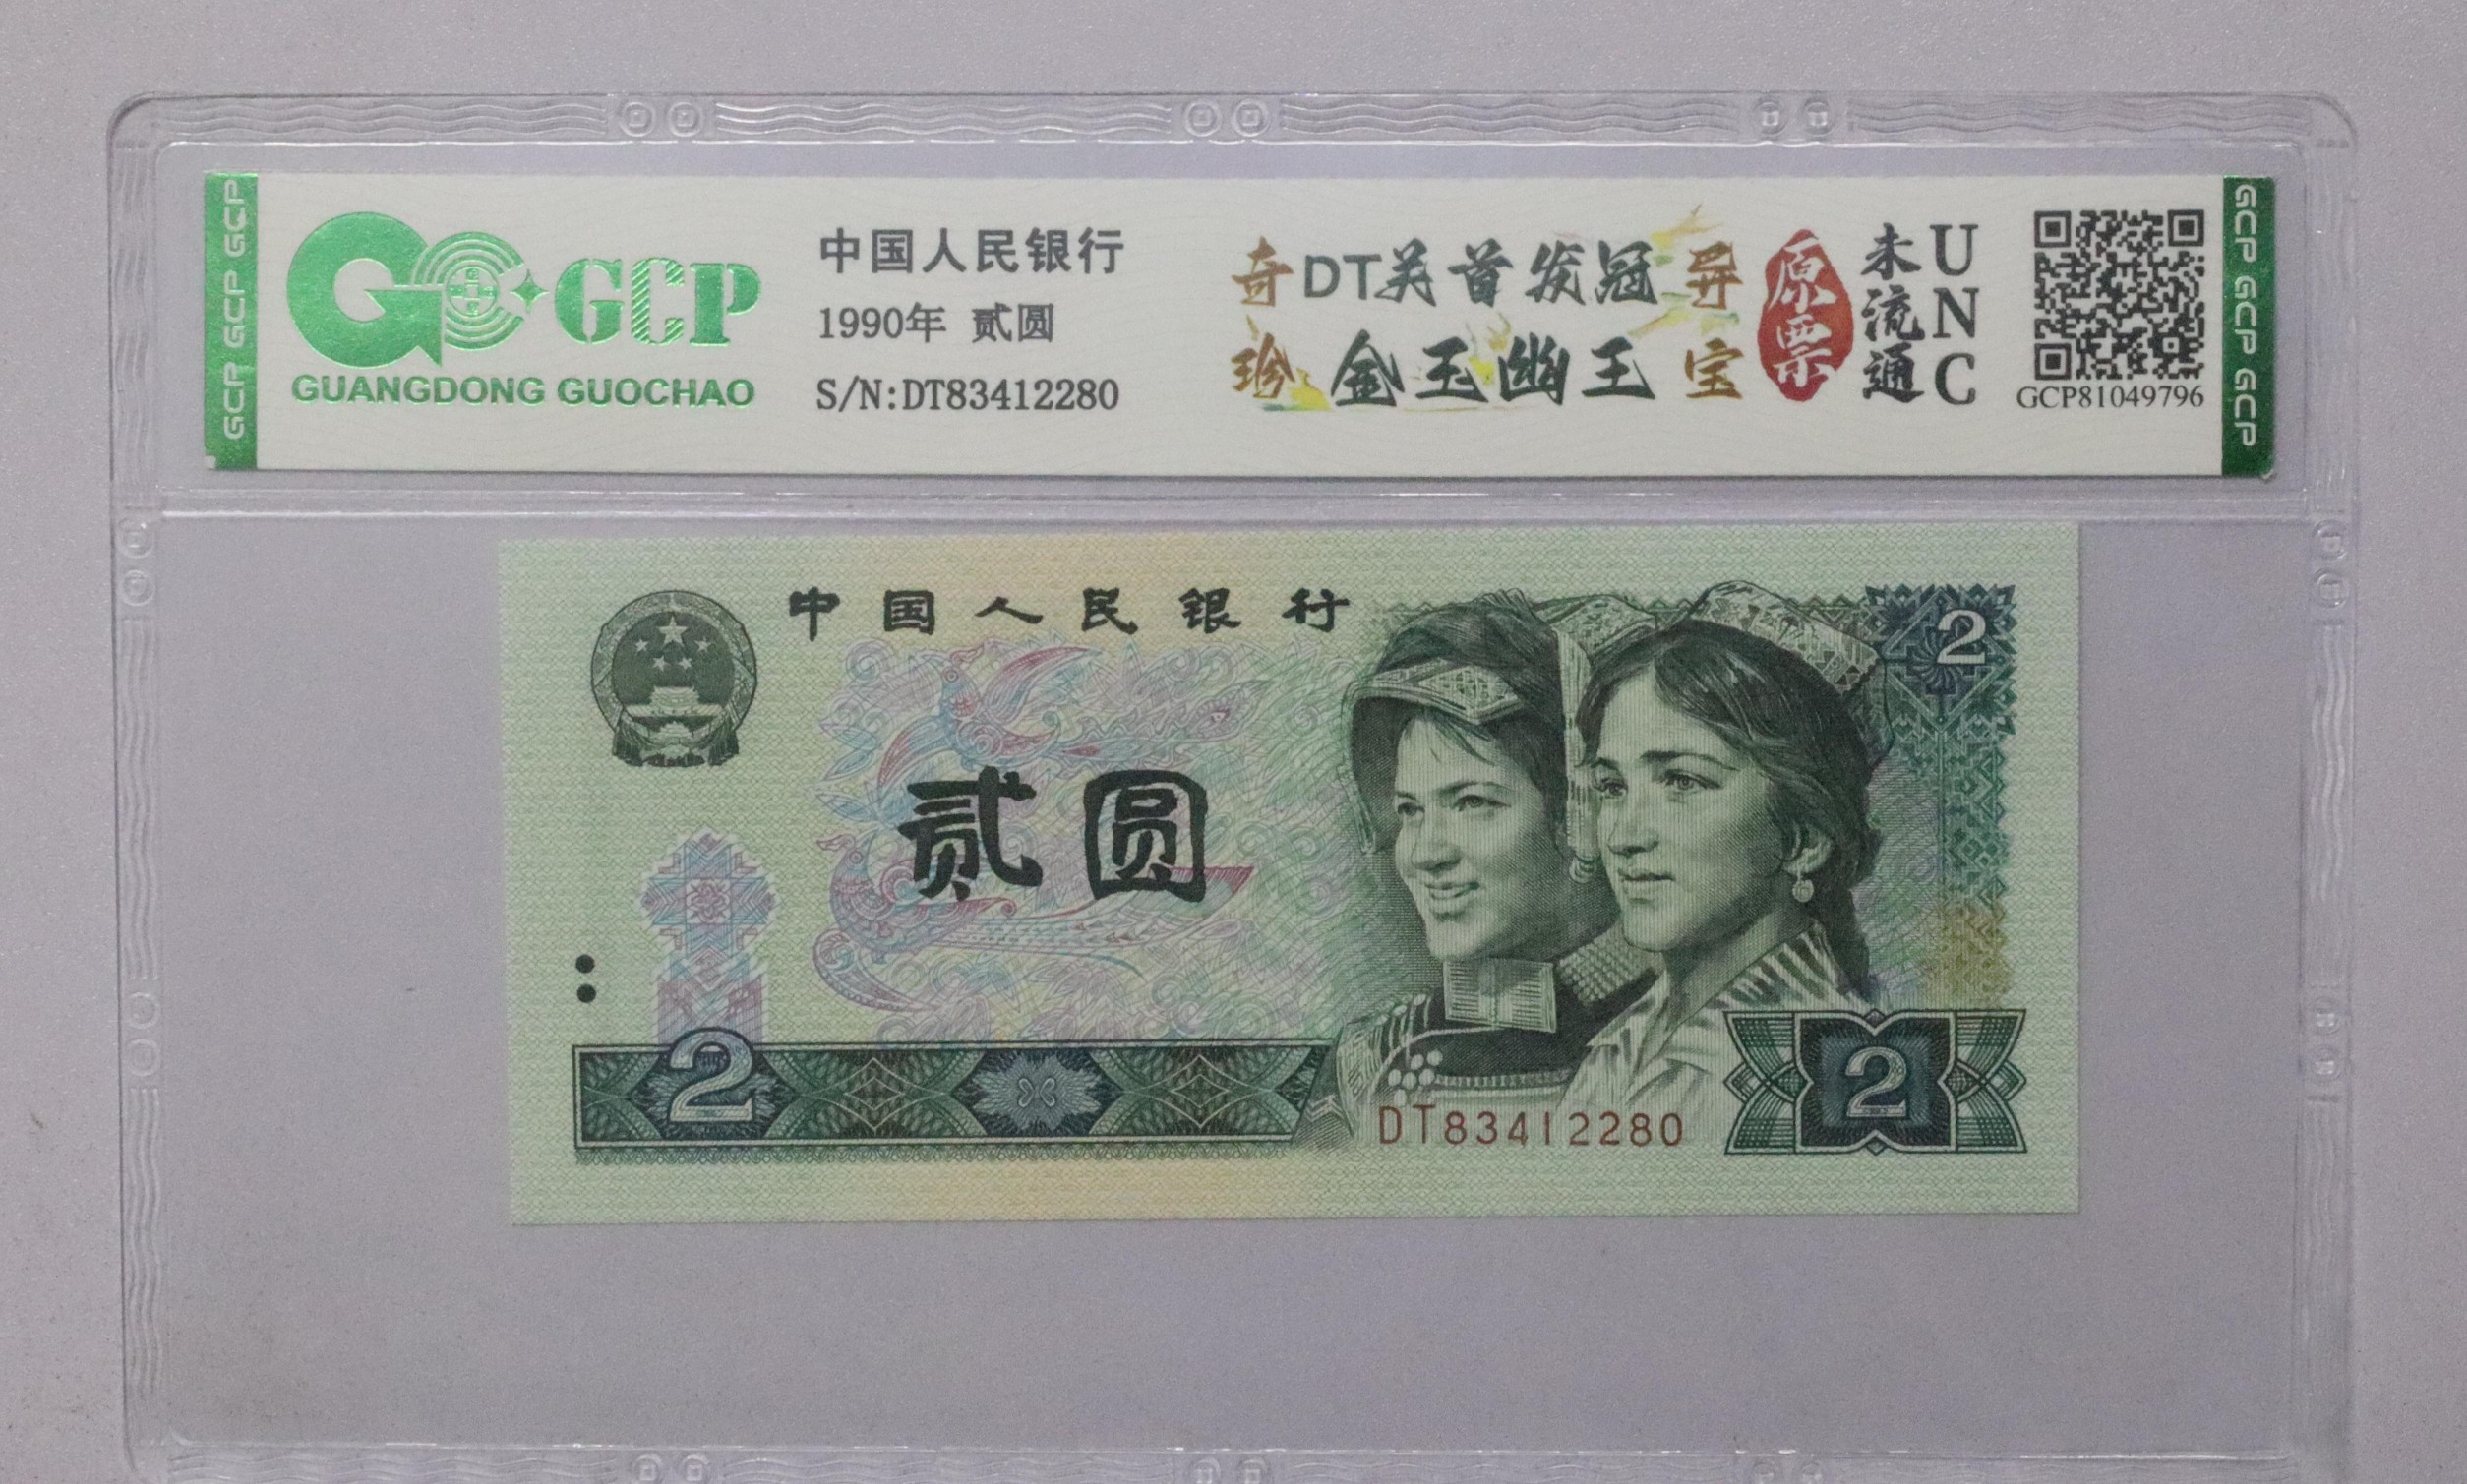 GCP GCP GCP
GCP
GUANGDONG GUOCHAO
中国人民银行
1990年 贰圆
S/N:DT83412280
奇珍
DT关首发冠
金玉幽王
异宝
原票
未流通
UNC
GCP81049796
GCP GCP GCP
中国人民银行
2
贰圆
2
DT83412280
2